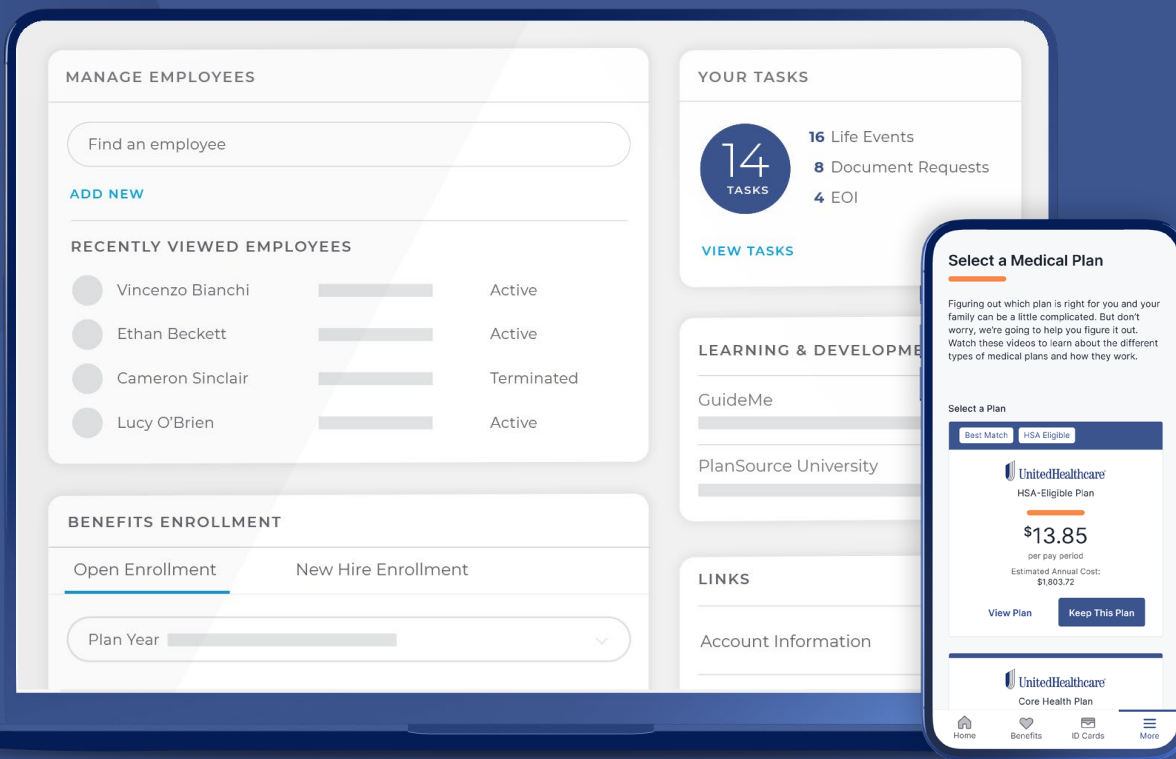 MANAGE EMPLOYEES
Find an employee
ADD NEW
RECENTLY VIEWED EMPLOYEES
Vincenzo Bianchi Active
Ethan Beckett Active
Cameron Sinclair Terminated
Lucy O'Brien Active
BENEFITS ENROLLMENT
Open Enrollment New Hire Enrollment
Plan Year
YOUR TASKS
14
TASKS
16 Life Events
8 Document Requests
4 EOI
VIEW TASKS
LEARNING & DEVELOPME
GuideMe
PlanSource University
LINKS
Account Information
Select a Medical Plan
Figuring out which plan is right for you and your
family can be a little complicated. But don't
worry, we're going to help you figure it out.
Watch these videos to learn about the different
types of medical plans and how they work.
Select a Plan
Best Match HSA Eligible
UnitedHealthcare
HSA-Eligible Plan
$13.85
per pay period
Estimated Annual Cost:
$1,803.72
View Plan Keep This Plan
UnitedHealthcare
Core Health Plan
Home Benefits ID Cards More